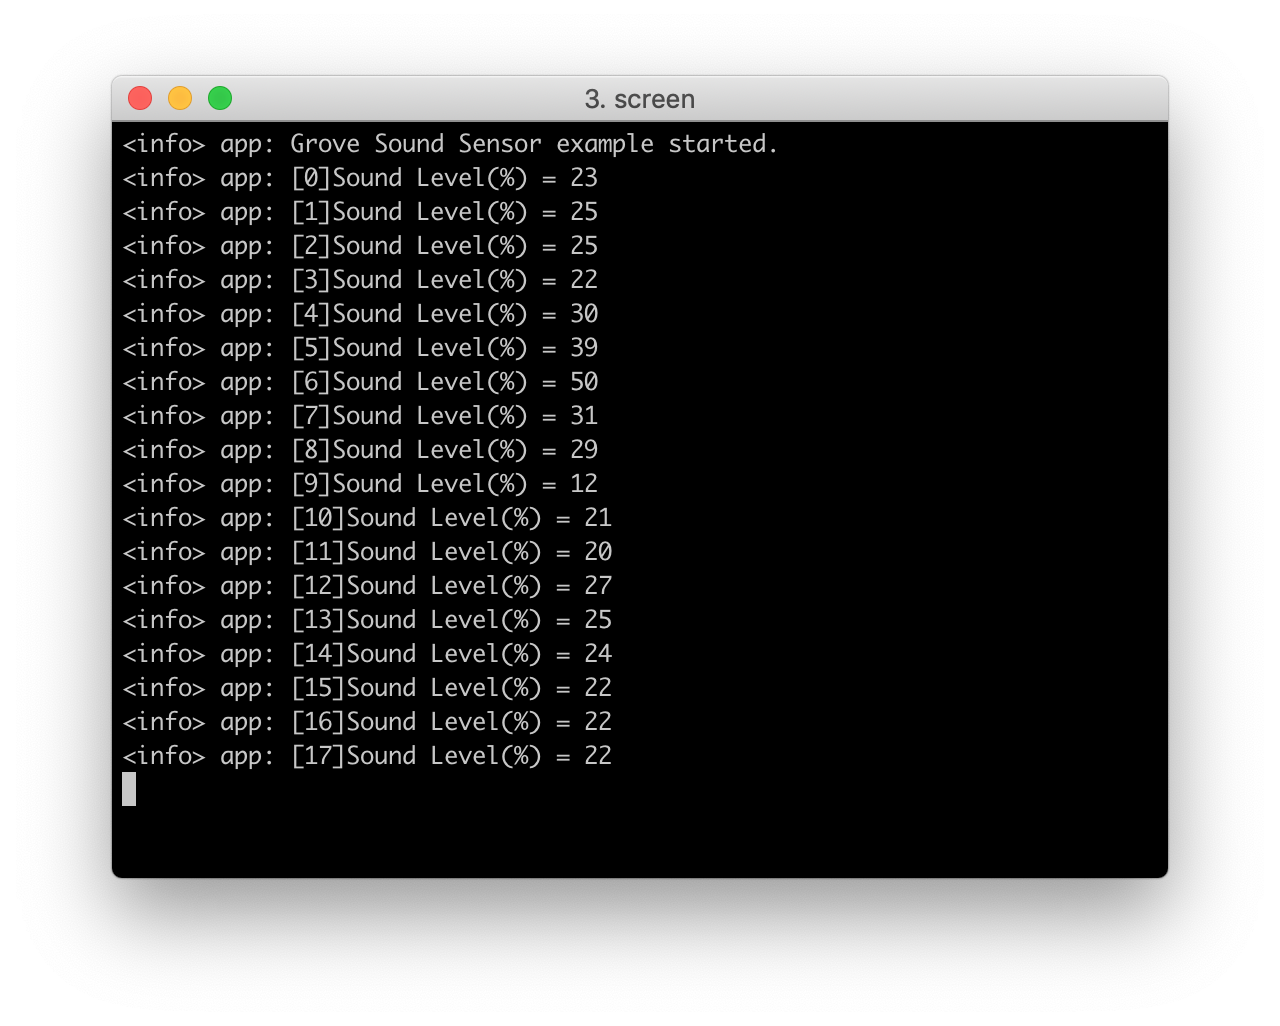 3. screen
<info> app: Grove Sound Sensor example started.
<info> app: [0]Sound Level(%) = 23
<info> app: [1]Sound Level(%) = 25
<info> app: [2]Sound Level(%) = 25
<info> app: [3]Sound Level(%) = 22
<info> app: [4]Sound Level(%) = 30
<info> app: [5]Sound Level(%) = 39
<info> app: [6]Sound Level(%) = 50
<info> app: [7]Sound Level(%) = 31
<info> app: [8]Sound Level(%) = 29
<info> app: [9]Sound Level(%) = 12
<info> app: [10]Sound Level(%) = 21
<info> app: [11]Sound Level(%) = 20
<info> app: [12]Sound Level(%) = 27
<info> app: [13]Sound Level(%) = 25
<info> app: [14]Sound Level(%) = 24
<info> app: [15]Sound Level(%) = 22
<info> app: [16]Sound Level(%) = 22
<info> app: [17]Sound Level(%) = 22